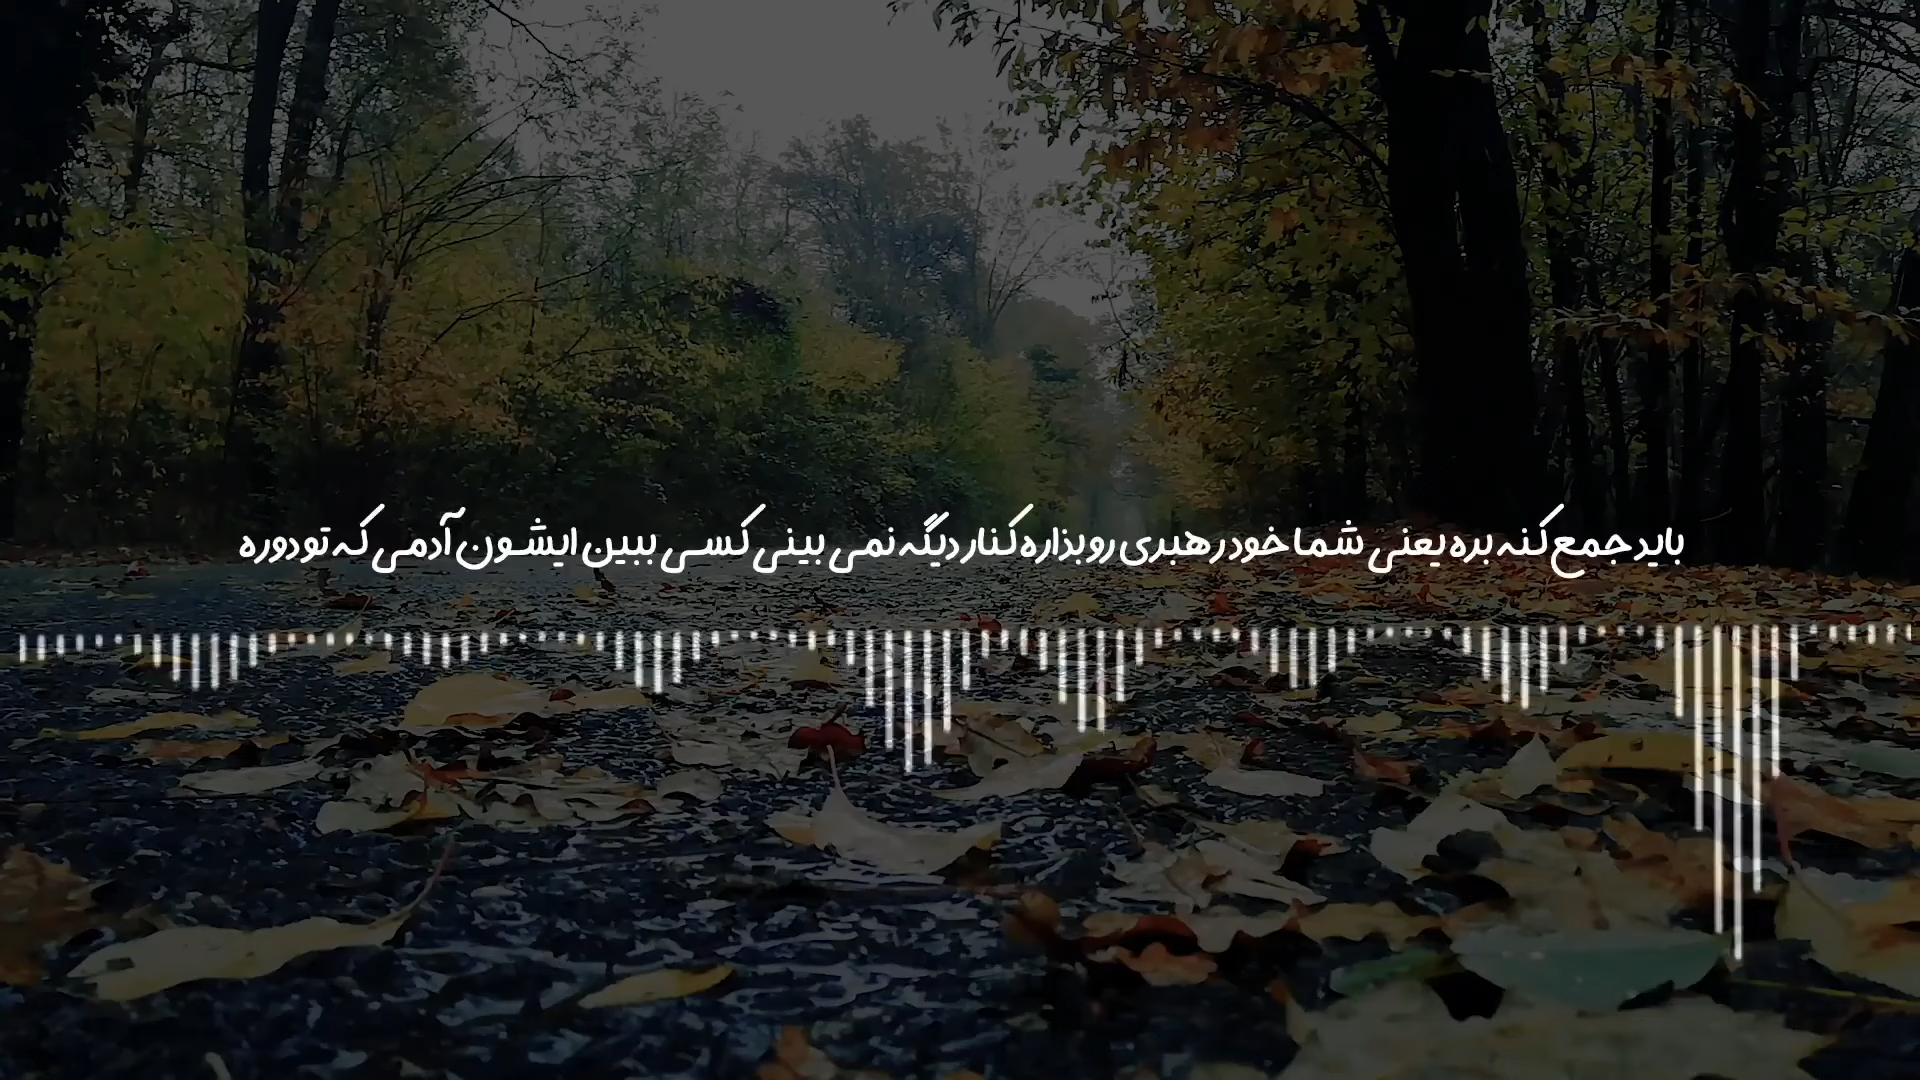 باید جمع کنه بره یعنی شما خود رهبری رو بذاره کنار دیگه نمی بینی کسی ببین ایشون آدمی که تو دوره